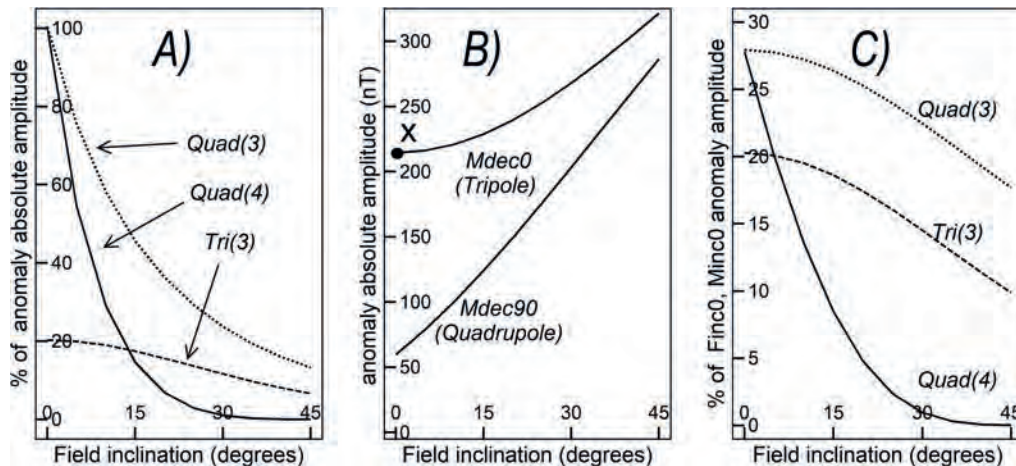 A)
% of anomaly absolute amplitude
100
80
60
40
20
0
Quad(3)
Quad(4)
Tri(3)
0 15 30 45
Field inclination (degrees)
B)
anomaly absolute amplitude (nT)
300
250
200
150
100
50
0
X
Mdec0
(Tripole)
Mdec90
(Quadrupole)
0 15 30 45
Field inclination (degrees)
C)
% of Finc0, Minc0 anomaly amplitude
30
25
20
15
10
5
0
Quad(3)
Tri(3)
Quad(4)
0 15 30 45
Field inclination (degrees)